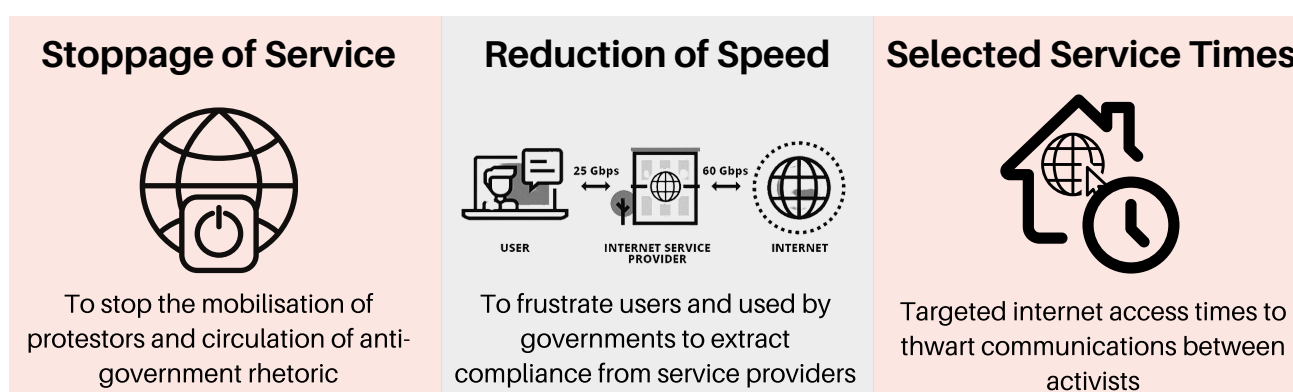 Stoppage of Service
To stop the mobilisation of
protestors and circulation of anti-
government rhetoric
Reduction of Speed
25 Gbps
60 Gbps
USER
INTERNET SERVICE
PROVIDER
INTERNET
To frustrate users and used by
governments to extract
compliance from service providers
Selected Service Times
Targeted internet access times to
thwart communications between
activists